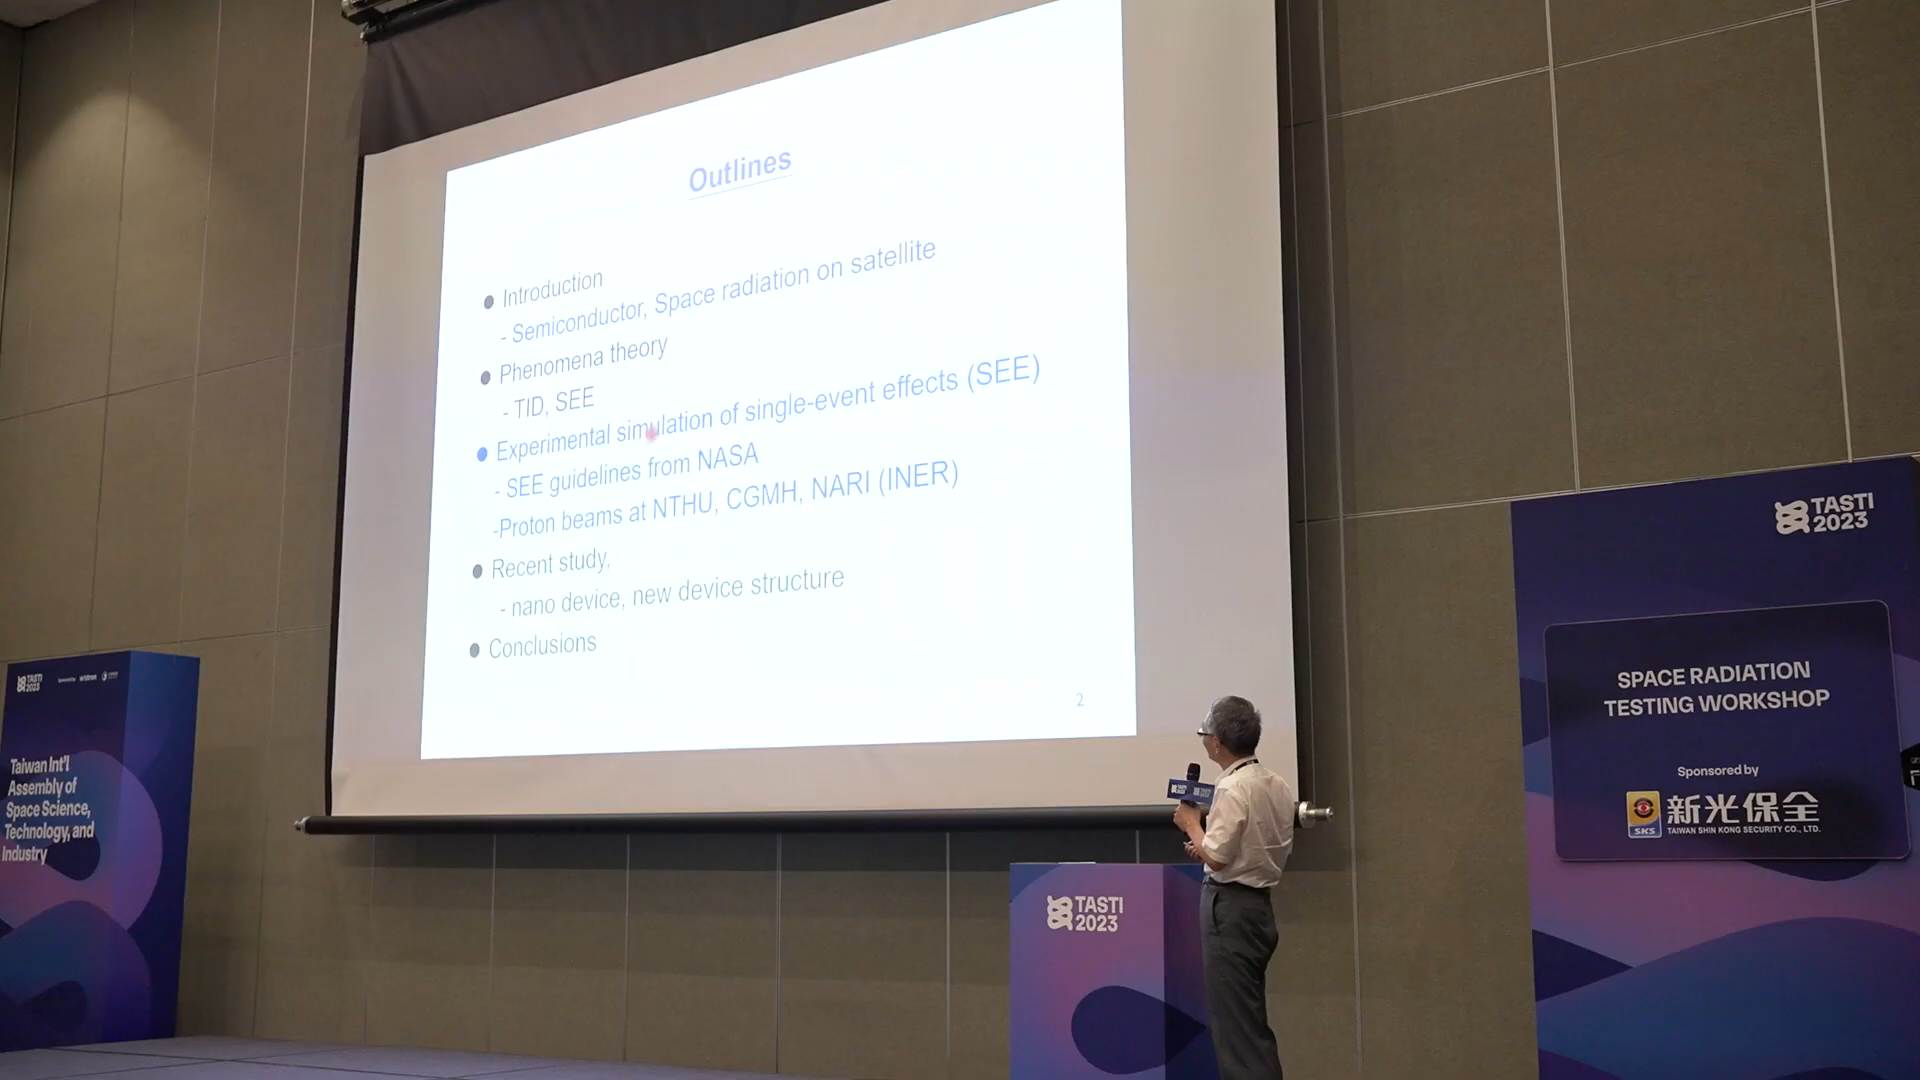 Outlines
● Introduction
- Semiconductor, Space radiation on satellite
● Phenomena theory
- TID, SEE
● Experimental simulation of single-event effects (SEE)
- SEE guidelines from NASA
-Proton beams at NTHU, CGMH, NARI (INER)
● Recent study,
- nano device, new device structure
● Conclusions
2
TASTI
2023
SPACE RADIATION
TESTING WORKSHOP
Sponsored by
SKS
新光保全
TAIWAN SHIN KONG SECURITY CO., LTD.
TASTI
2023
Sponsored by
wistron
Taiwan Int'l
Assembly of
Space Science,
Technology, and
Industry
TASTI
2023